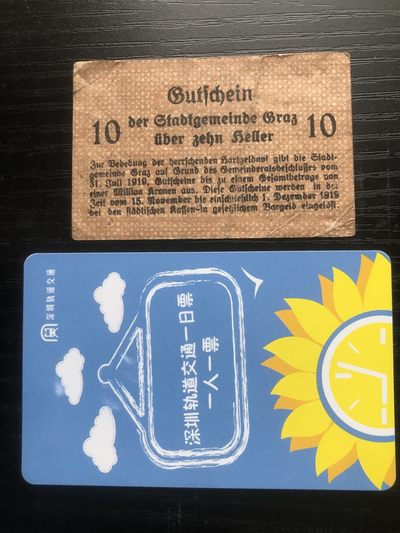 Gutschein
10 der Stadtgemeinde Graz 10
über zehn Heller
Zur Behebung der herrschenden Hartgeldnot gibt die Stadt-
gemeinde Graz auf Grund des Gemeinderatsbeschlusses vom
31. Juli 1919, Gutscheine bis zu einem Gesamtbetrage von
einer Million Kronen aus. Diese Gutscheine werden in der
Zeit vom 15. November bis einschließlich 1. Dezember 1919
bei den städtischen Kassen in gesetzlichem Bargeld eingelöst.
深圳轨道交通
深圳轨道交通一日票
一人一票